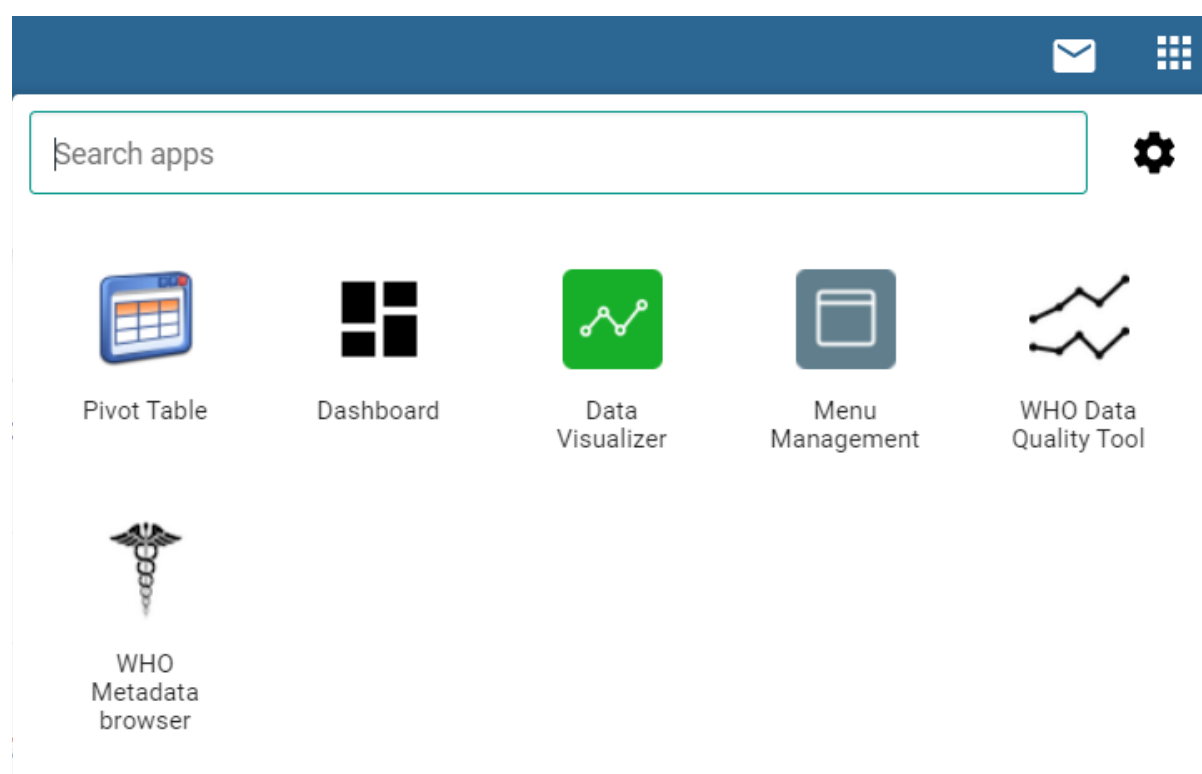 Search apps
Pivot Table
Dashboard
Data
Visualizer
Menu
Management
WHO Data
Quality Tool
WHO
Metadata
browser